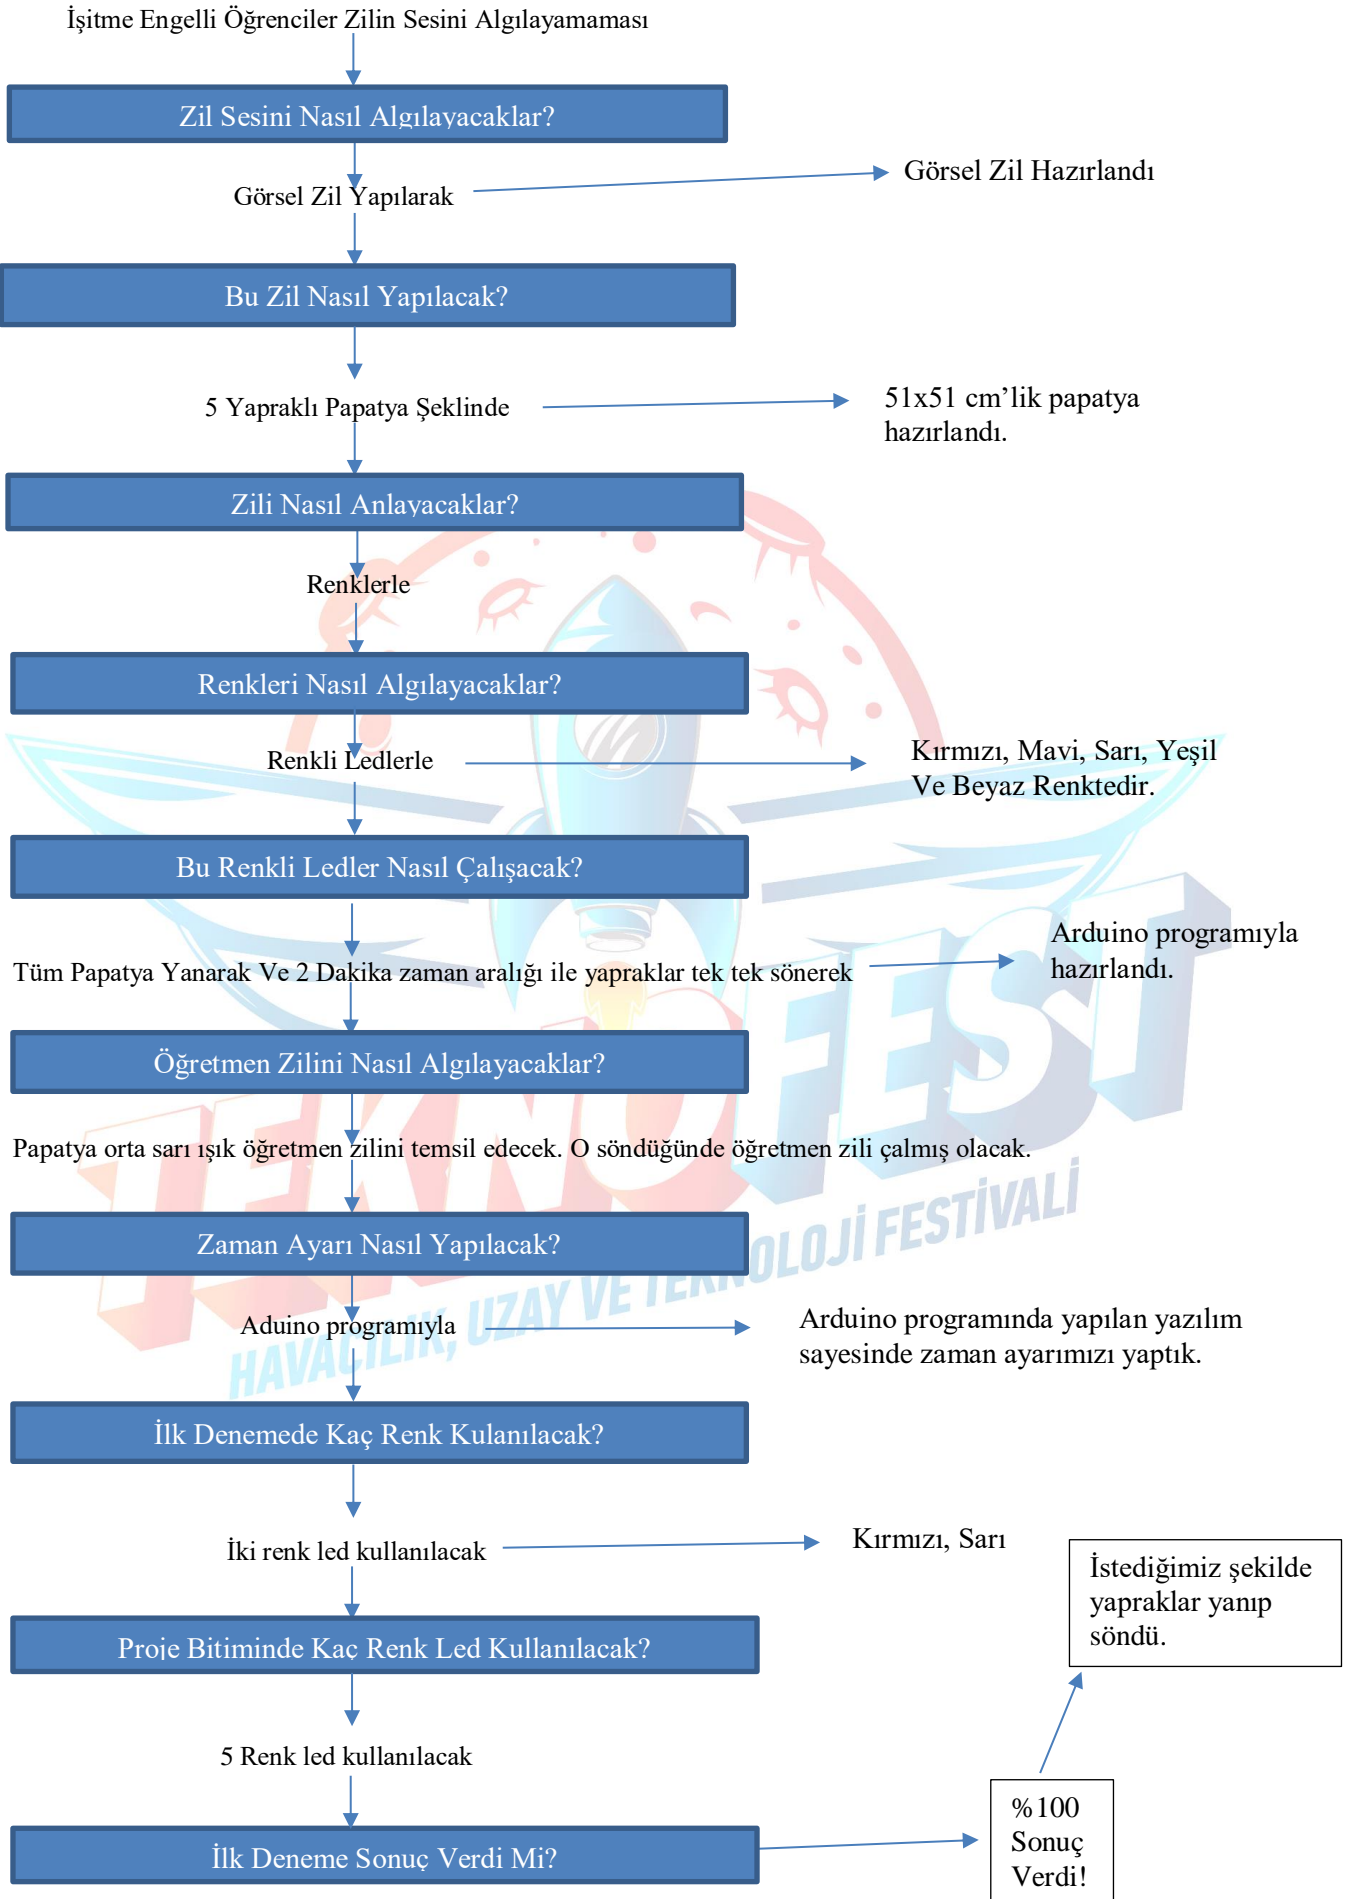 İşitme Engelli Öğrenciler Zilin Sesini Algılayamaması
Zil Sesini Nasıl Algılayacaklar?
Görsel Zil Yapılarak
Görsel Zil Hazırlandı
Bu Zil Nasıl Yapılacak?
5 Yapraklı Papatya Şeklinde
51x51 cm’lik papatya
hazırlandı.
Zili Nasıl Anlayacaklar?
Renklerle
Renkleri Nasıl Algılayacaklar?
Renkli Ledlerle
Kırmızı, Mavi, Sarı, Yeşil
Ve Beyaz Renktedir.
Bu Renkli Ledler Nasıl Çalışacak?
Tüm Papatya Yanarak Ve 2 Dakika zaman aralığı ile yapraklar tek tek sönerek
Arduino programıyla
hazırlandı.
Öğretmen Zilini Nasıl Algılayacaklar?
Papatya orta sarı ışık öğretmen zilini temsil edecek. O söndüğünde öğretmen zili çalmış olacak.
Zaman Ayarı Nasıl Yapılacak?
Aduino programıyla
Arduino programında yapılan yazılım
sayesinde zaman ayarımızı yaptık.
İlk Denemede Kaç Renk Kulanılacak?
İki renk led kullanılacak
Kırmızı, Sarı
Proje Bitiminde Kaç Renk Led Kullanılacak?
5 Renk led kullanılacak
İlk Deneme Sonuç Verdi Mi?
%100
Sonuç
Verdi!
İstediğimiz şekilde
yapraklar yanıp
söndü.
TEKNOFEST
HAVACILIK, UZAY VE TEKNOLOJİ FESTİVALİ